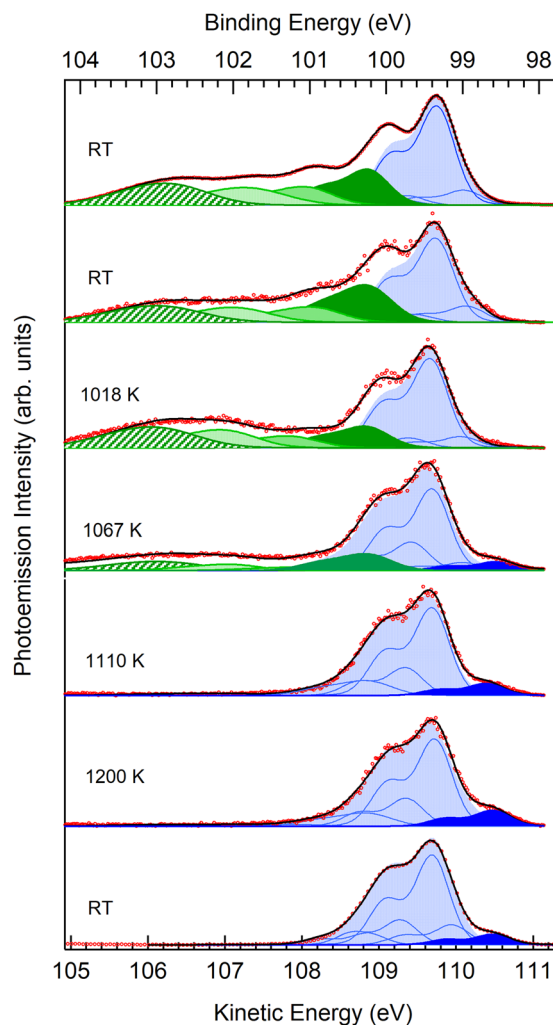 Binding Energy (eV)
104 103 102 101 100 99 98
Photoemission Intensity (arb. units)
RT
RT
1018 K
1067 K
1110 K
1200 K
RT
105 106 107 108 109 110 111
Kinetic Energy (eV)